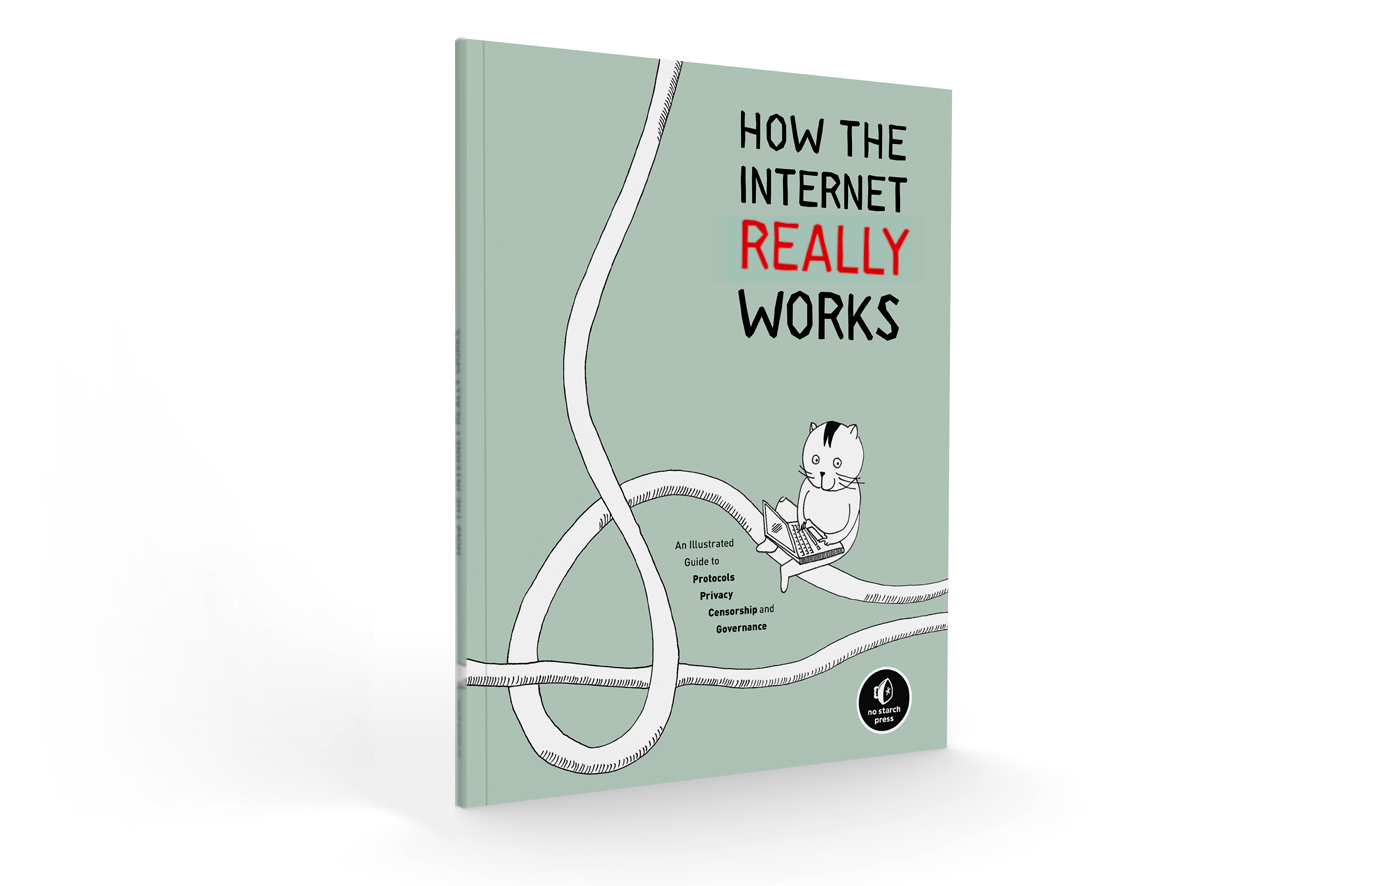 HOW THE
INTERNET
REALLY
WORKS
An Illustrated
Guide to
Protocols
Privacy
Censorship and
Governance
no starch
press